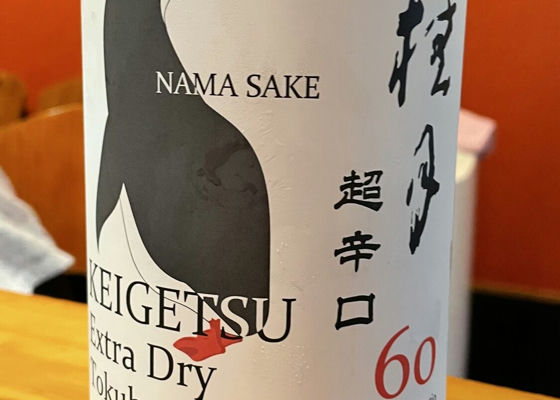 NAMA SAKE
桂月
超辛口
KEIGETSU
Extra Dry
60